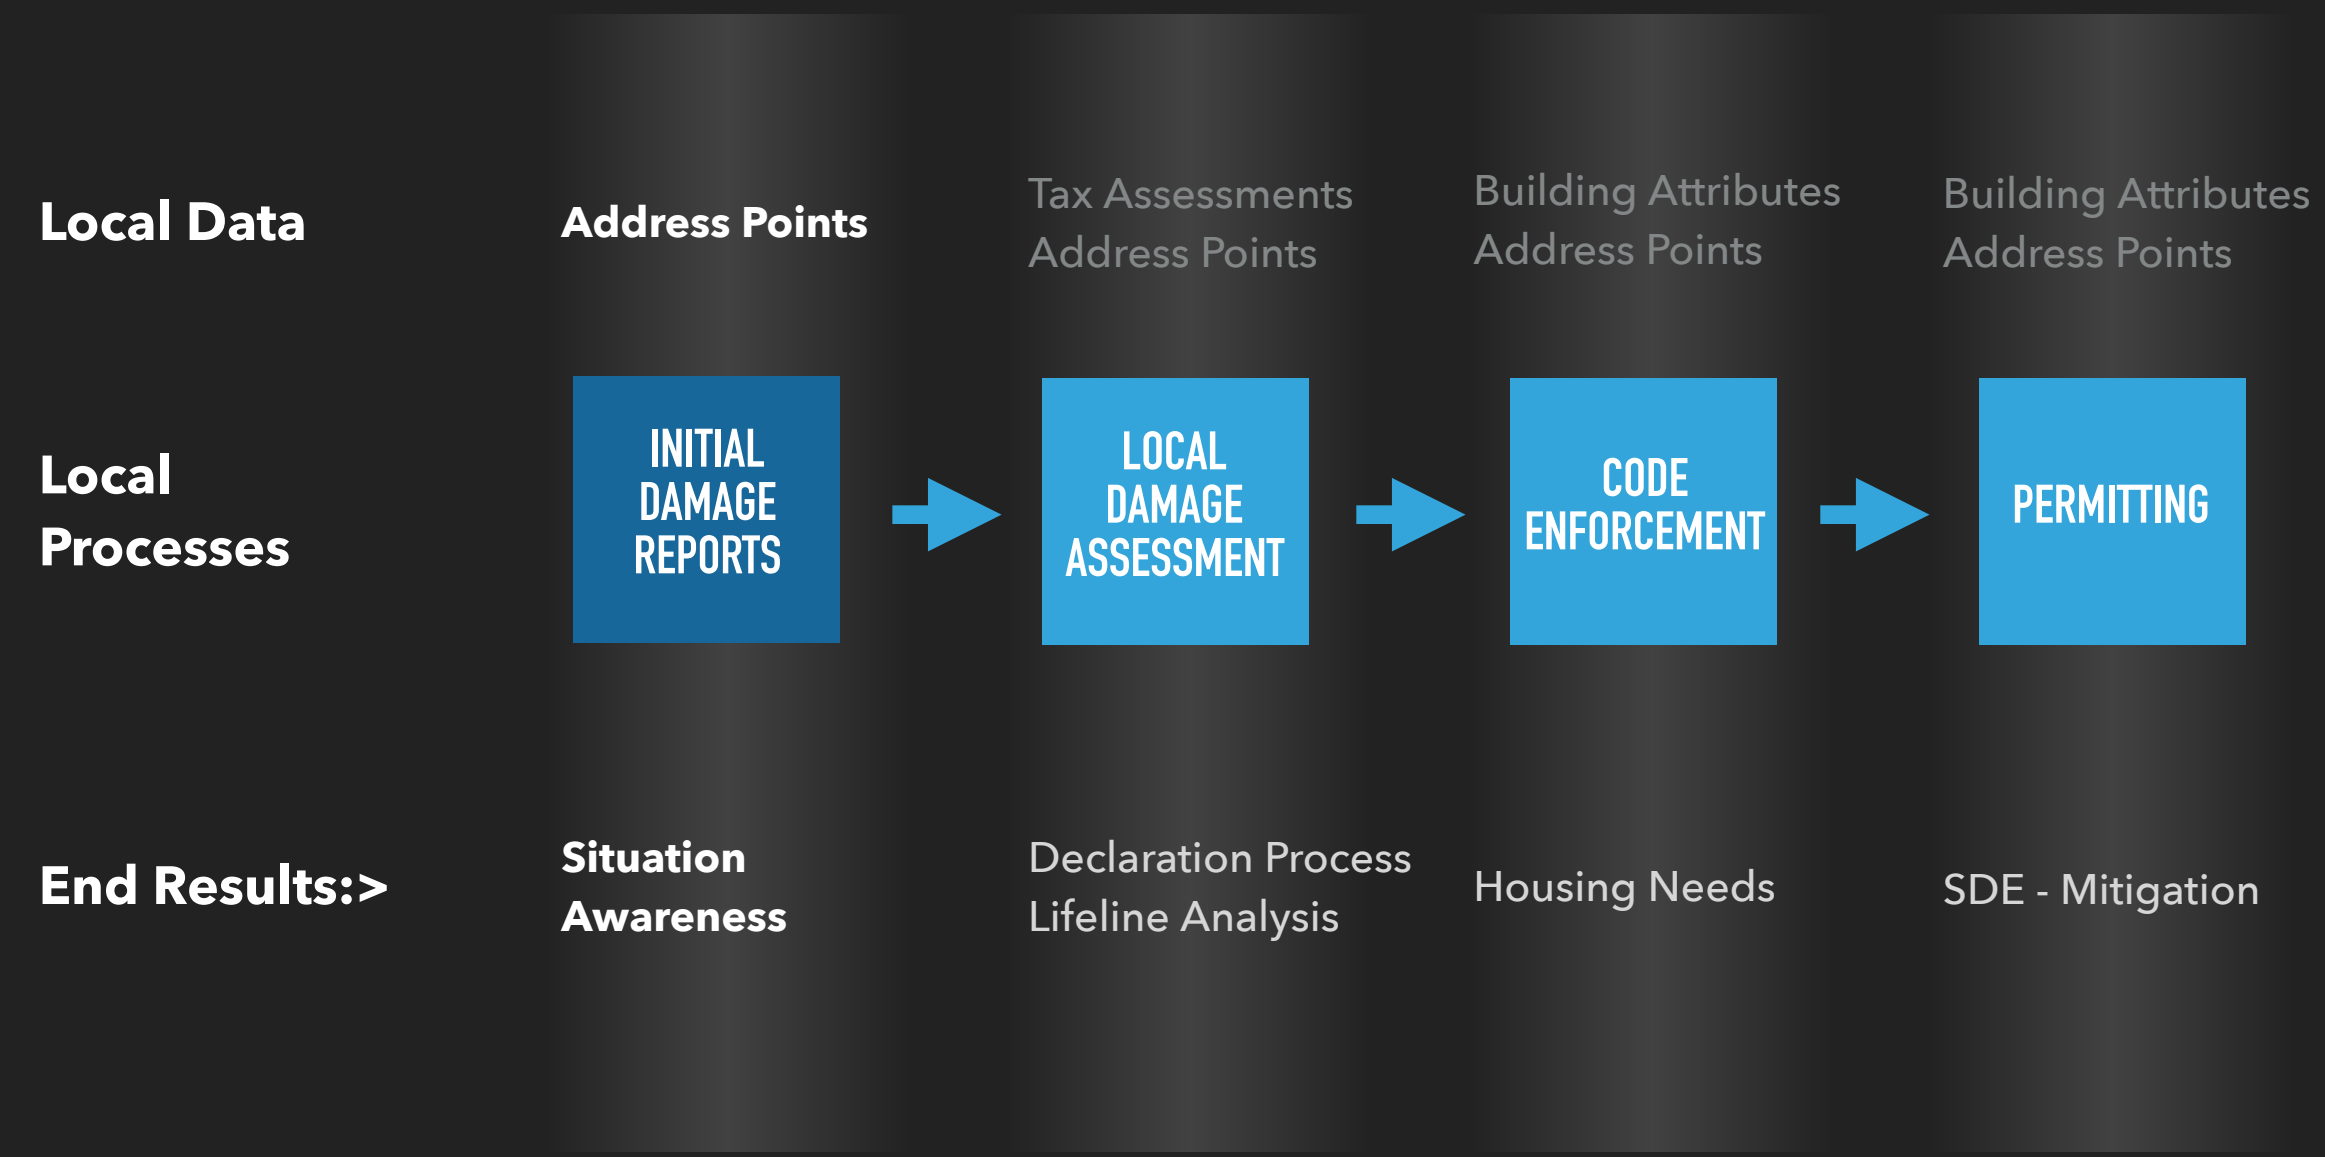 Local Data
Address Points
Tax Assessments
Address Points
Building Attributes
Address Points
Building Attributes
Address Points
Local
Processes
INITIAL
DAMAGE
REPORTS
LOCAL
DAMAGE
ASSESSMENT
CODE
ENFORCEMENT
PERMITTING
End Results:>
Situation
Awareness
Declaration Process
Lifeline Analysis
Housing Needs
SDE - Mitigation